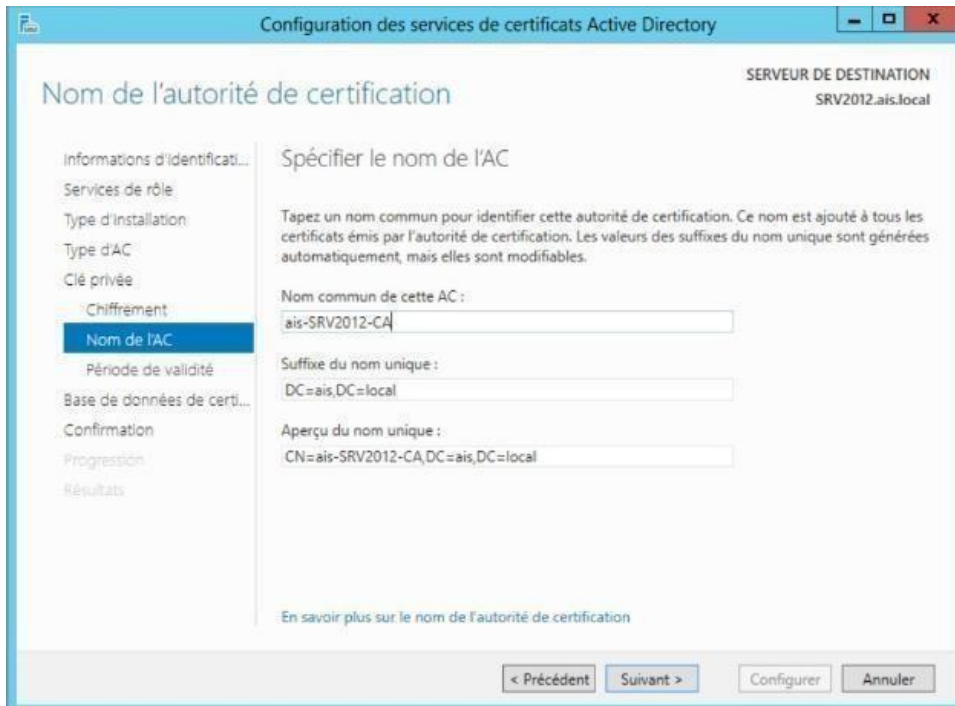 Configuration des services de certificats Active Directory
Nom de l'autorité de certification
SERVEUR DE DESTINATION
SRV2012.ais.local
Informations d'identificati...
Services de rôle
Type d'installation
Type d'AC
Clé privée
Chiffrement
Nom de l'AC
Période de validité
Base de données de certi...
Confirmation
Progression
Résultats
Spécifier le nom de l'AC
Tapez un nom commun pour identifier cette autorité de certification. Ce nom est ajouté à tous les
certificats émis par l'autorité de certification. Les valeurs des suffixes du nom unique sont générées
automatiquement, mais elles sont modifiables.
Nom commun de cette AC :
ais-SRV2012-CA
Suffixe du nom unique :
DC=ais,DC=local
Aperçu du nom unique :
CN=ais-SRV2012-CA,DC=ais,DC=local
En savoir plus sur le nom de l'autorité de certification
< Précédent
Suivant >
Configurer
Annuler